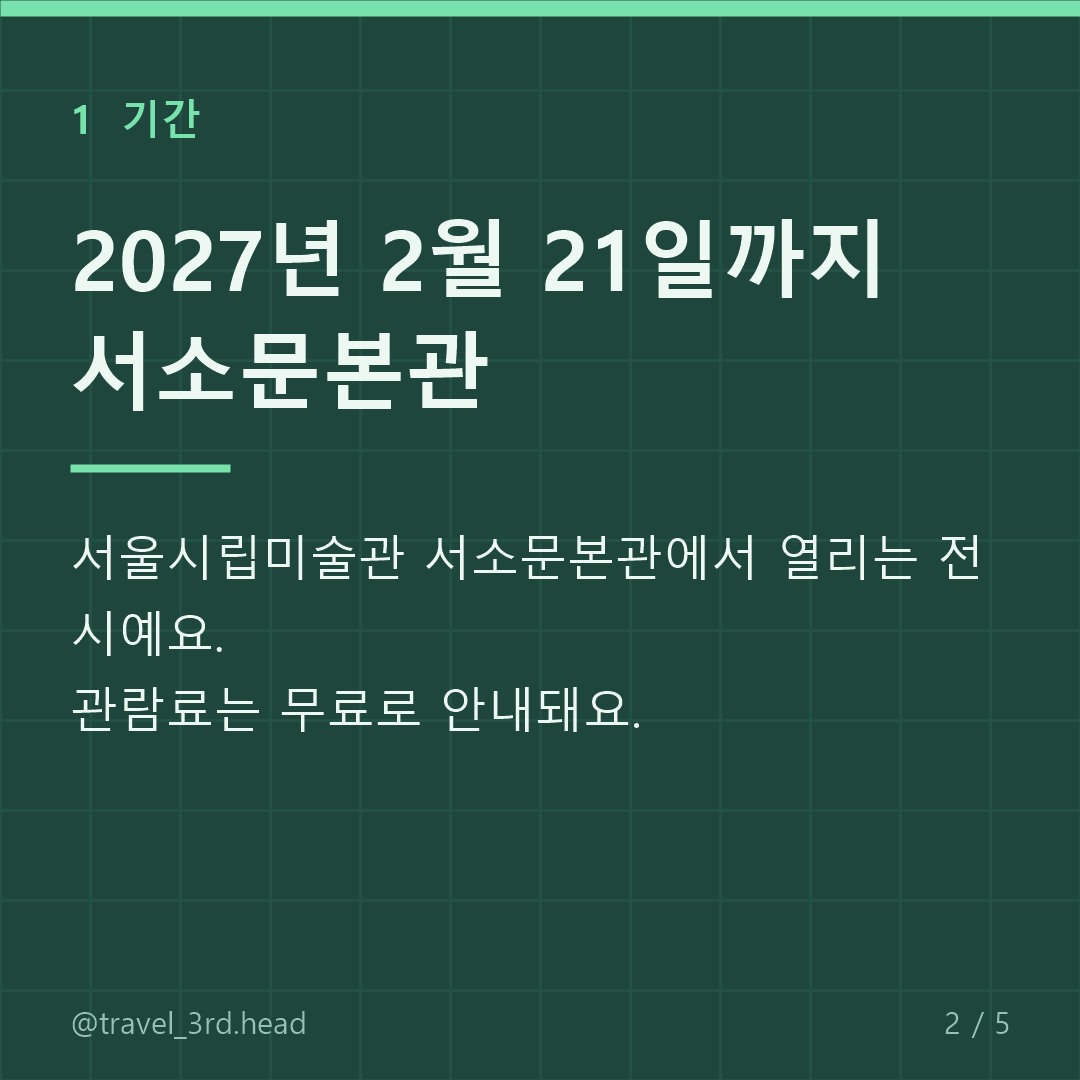 1 기간
2027년 2월 21일까지
서소문본관
서울시립미술관 서소문본관에서 열리는 전
시예요.
관람료는 무료로 안내돼요.
@travel_3rd.head
2 / 5